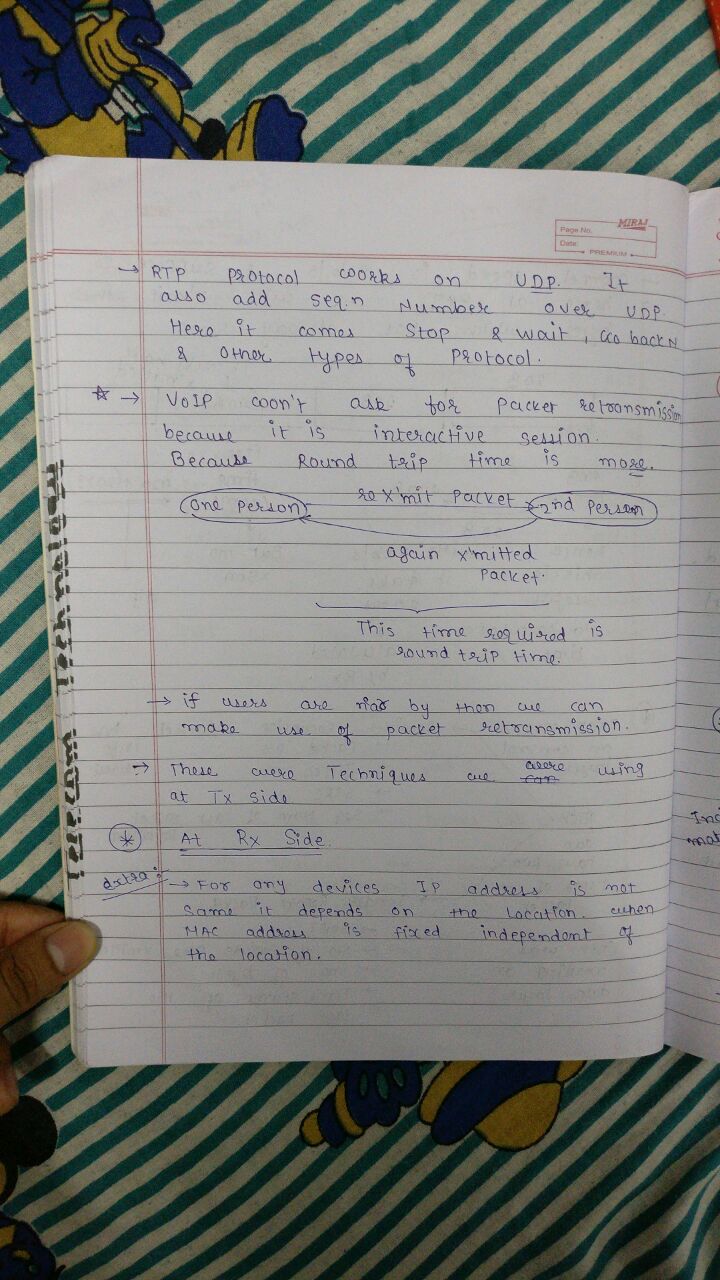 MIRAJ
Page No.
Date:
PREMIUM
→ RTP Protocol works on UDP. It
also add seq.n Number over UDP.
Here it comes Stop & wait, Go back N
& Other types of Protocol.
☆ → VoIP won't ask for packet retransmission
because it is interactive session.
Because Round trip time is more.
One person re X'mit packet 2nd person
again x'mitted
packet.
This time required is
round trip time.
→ if users are by then we can
make use of packet retransmission.
→ These were Techniques we were using
at Tx side
* At Rx Side
extra: → For any devices IP address is not
same it depends on the location. when
MAC address is fixed independent of
the location.